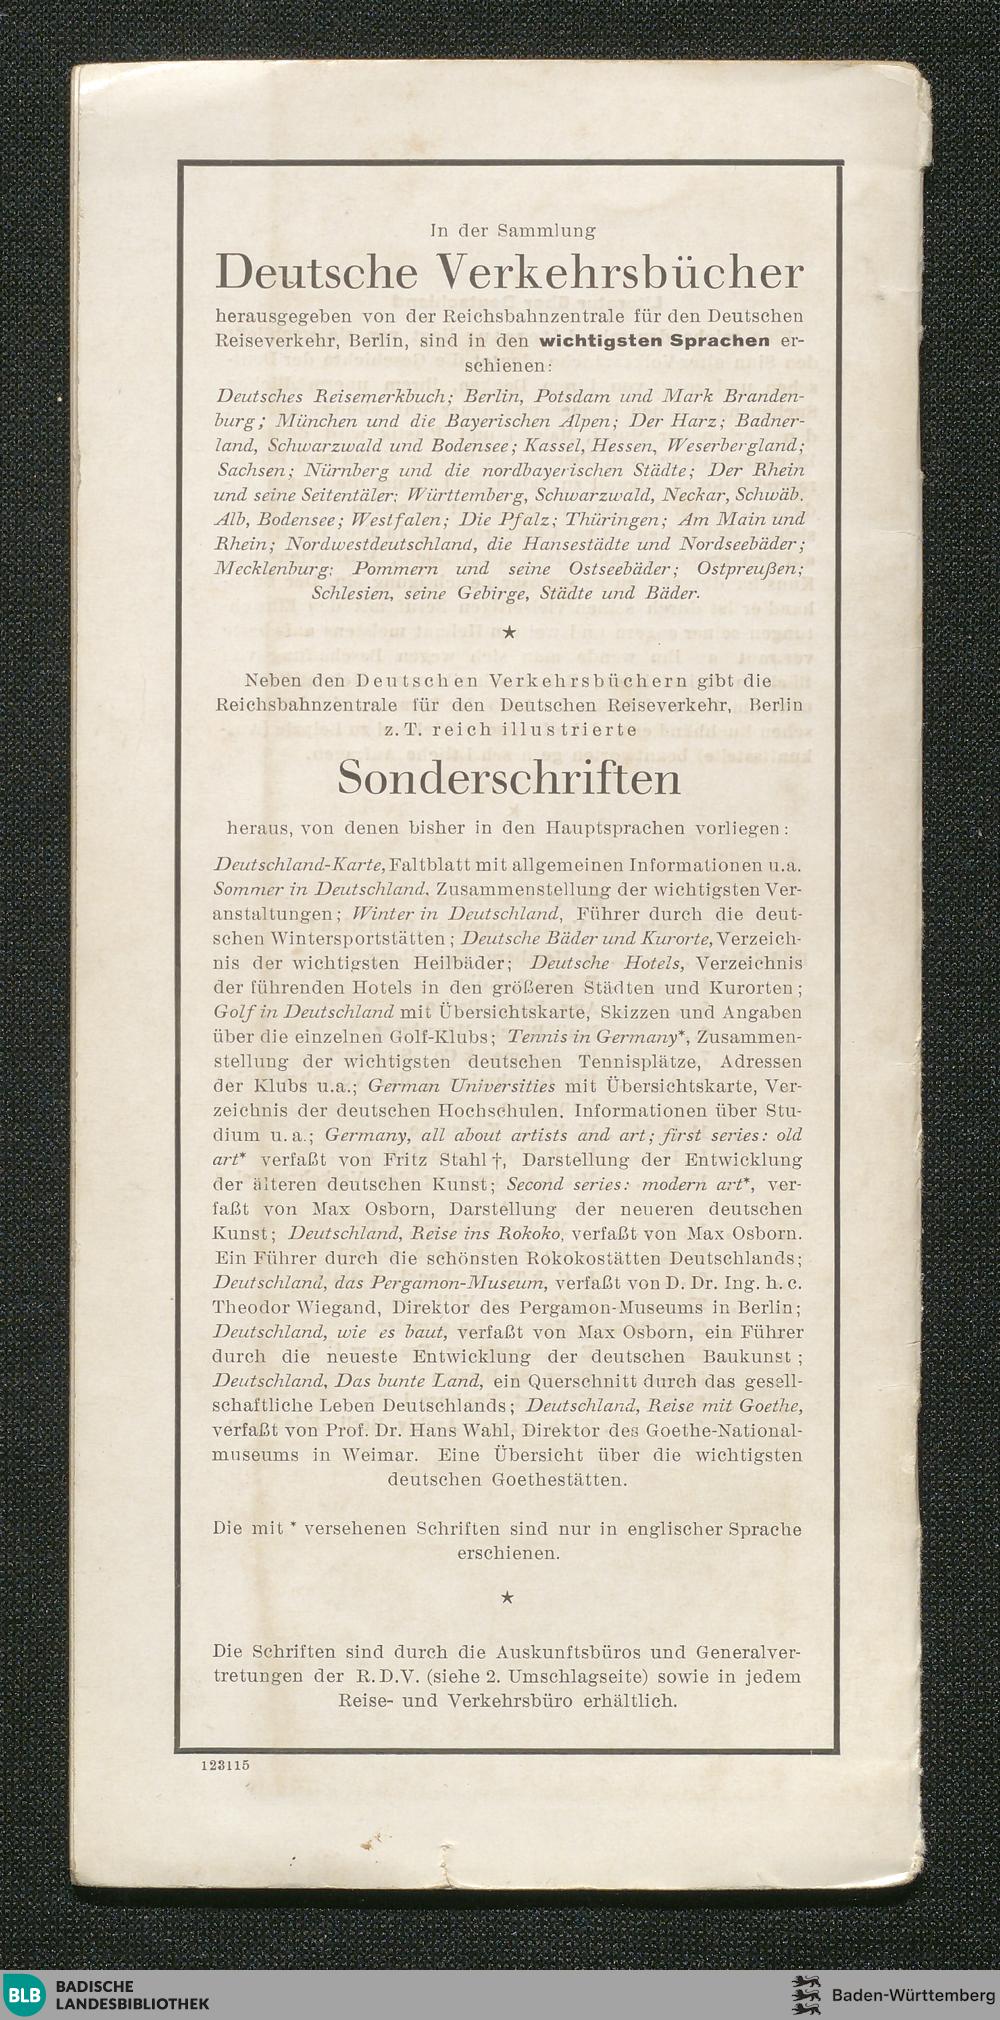 In der Sammlung
Deutsche Verkehrsbücher
herausgegeben von der Reichsbahnzentrale für den Deutschen
Reiseverkehr, Berlin, sind in den wichtigsten Sprachen er-
schienen:
Deutsches Reisemerkbuch; Berlin, Potsdam und Mark Branden-
burg; München und die Bayerischen Alpen; Der Harz; Badner-
land, Schwarzwald und Bodensee; Kassel, Hessen, Weserbergland;
Sachsen; Nürnberg und die nordbayerischen Städte; Der Rhein
und seine Seitentäler; Württemberg, Schwarzwald, Neckar, Schwäb.
Alb, Bodensee; Westfalen; Die Pfalz; Thüringen; Am Main und
Rhein; Nordwestdeutschland, die Hansestädte und Nordseebäder;
Mecklenburg; Pommern und seine Ostseebäder; Ostpreußen;
Schlesien, seine Gebirge, Städte und Bäder.
★
Neben den Deutschen Verkehrsbüchern gibt die
Reichsbahnzentrale für den Deutschen Reiseverkehr, Berlin
z.T. reich illustrierte
Sonderschriften
heraus, von denen bisher in den Hauptsprachen vorliegen:
Deutschland-Karte, Faltblatt mit allgemeinen Informationen u.a.
Sommer in Deutschland, Zusammenstellung der wichtigsten Ver-
anstaltungen; Winter in Deutschland, Führer durch die deut-
schen Wintersportstätten; Deutsche Bäder und Kurorte, Verzeich-
nis der wichtigsten Heilbäder; Deutsche Hotels, Verzeichnis
der führenden Hotels in den größeren Städten und Kurorten;
Golf in Deutschland mit Übersichtskarte, Skizzen und Angaben
über die einzelnen Golf-Klubs; Tennis in Germany*, Zusammen-
stellung der wichtigsten deutschen Tennisplätze, Adressen
der Klubs u.a.; German Universities mit Übersichtskarte, Ver-
zeichnis der deutschen Hochschulen, Informationen über Stu-
dium u.a.; Germany, all about artists and art; first series: old
art* verfaßt von Fritz Stahl †, Darstellung der Entwicklung
der älteren deutschen Kunst; Second series: modern art*, ver-
faßt von Max Osborn, Darstellung der neueren deutschen
Kunst; Deutschland, Reise ins Rokoko, verfaßt von Max Osborn.
Ein Führer durch die schönsten Rokokostätten Deutschlands;
Deutschland, das Pergamon-Museum, verfaßt von D. Dr. Ing. h. c.
Theodor Wiegand, Direktor des Pergamon-Museums in Berlin;
Deutschland, wie es baut, verfaßt von Max Osborn, ein Führer
durch die neueste Entwicklung der deutschen Baukunst;
Deutschland, Das bunte Land, ein Querschnitt durch das gesell-
schaftliche Leben Deutschlands; Deutschland, Reise mit Goethe,
verfaßt von Prof. Dr. Hans Wahl, Direktor des Goethe-National-
museums in Weimar. Eine Übersicht über die wichtigsten
deutschen Goethestätten.
Die mit * versehenen Schriften sind nur in englischer Sprache
erschienen.
★
Die Schriften sind durch die Auskunftsbüros und Generalver-
tretungen der R.D.V. (siehe 2. Umschlagseite) sowie in jedem
Reise- und Verkehrsbüro erhältlich.
123115
BLB BADISCHE
LANDESBIBLIOTHEK
Baden-Württemberg